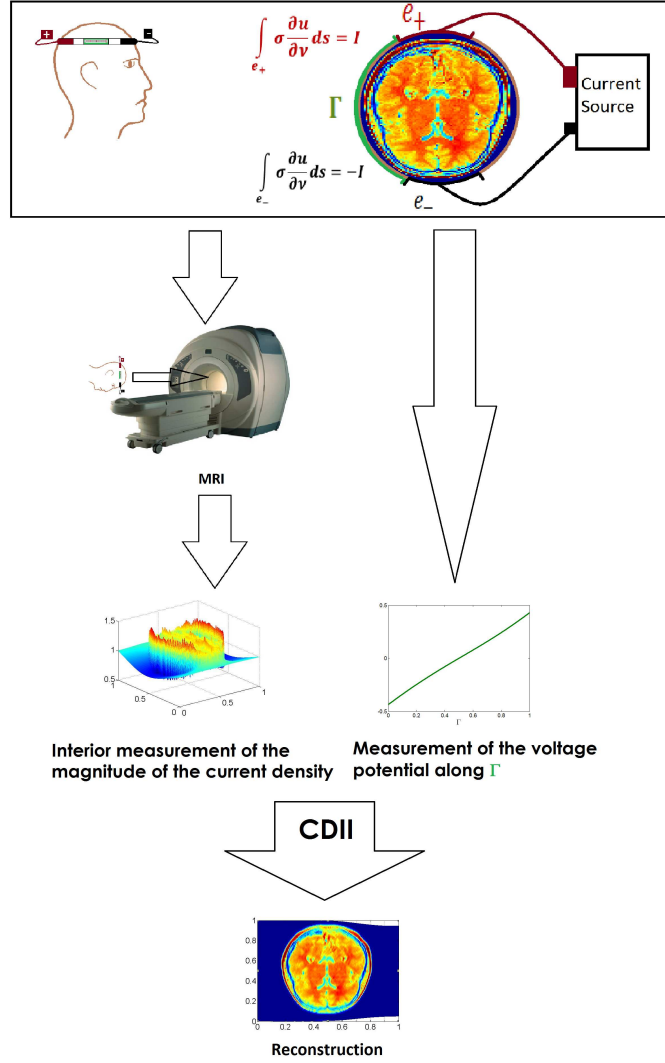 + -
∫ σ ∂u/∂ν ds = I
e₊
e₊
Γ
Current
Source
∫ σ ∂u/∂ν ds = −I
e₋
e₋
MRI
1.5
1
0.5
1
0.5
0
0
0.5
1
0.5
0
-0.5
0 0.2 0.4 0.6 0.8 1
Γ
Interior measurement of the
magnitude of the current density
Measurement of the voltage
potential along Γ
CDII
1
0.8
0.6
0.4
0.2
0
0 0.2 0.4 0.6 0.8 1
Reconstruction